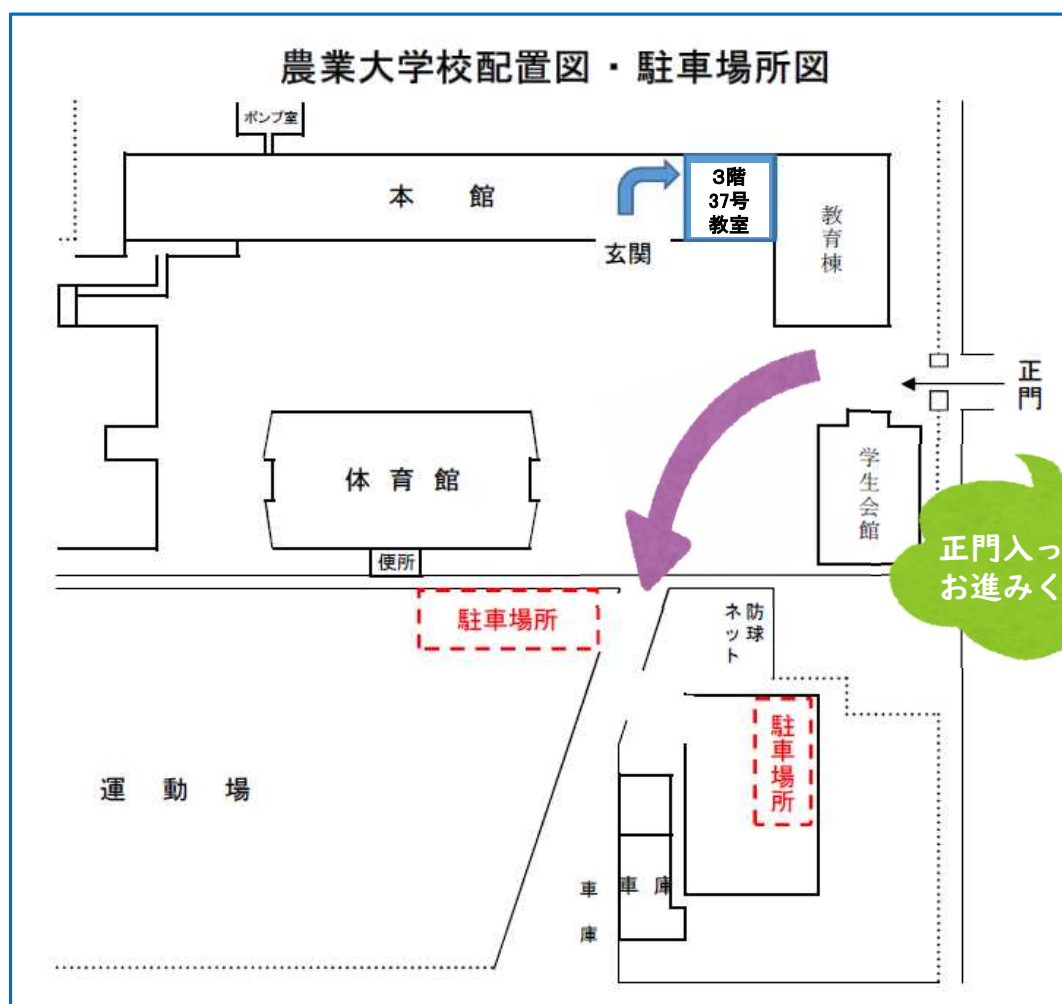 農業大学校配置図・駐車場所図
ポンプ室
本館
3階
37号
教室
教育棟
玄関
正門
体育館
学生会館
正門入っ
お進みく
便所
駐車場所
防球
ネット
駐車場所
運動場
車庫
車庫